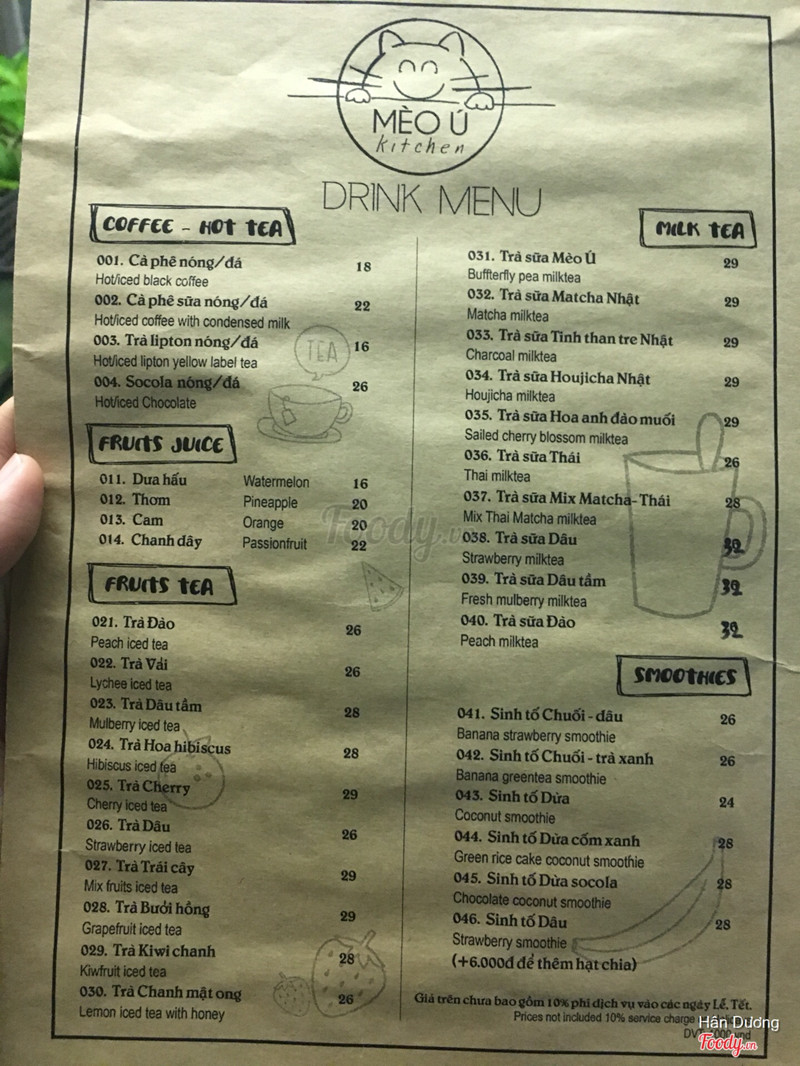 MÈO Ú
kitchen
DRINK MENU
COFFEE - HOT TEA
001. Cà phê nóng/đá 18
Hot/iced black coffee
002. Cà phê sữa nóng/đá 22
Hot/iced coffee with condensed milk
003. Trà lipton nóng/đá 16
Hot/iced lipton yellow label tea
004. Socola nóng/đá 26
Hot/iced Chocolate
TEA
FRUITS JUICE
011. Dưa hấu Watermelon 16
012. Thơm Pineapple 20
013. Cam Orange 20
014. Chanh dây Passionfruit 22
FRUITS TEA
021. Trà Đào 26
Peach iced tea
022. Trà Vải 26
Lychee iced tea
023. Trà Dâu tằm 28
Mulberry iced tea
024. Trà Hoa hibiscus 28
Hibiscus iced tea
025. Trà Cherry 29
Cherry iced tea
026. Trà Dâu 26
Strawberry iced tea
027. Trà Trái cây 29
Mix fruits iced tea
028. Trà Bưởi hồng 29
Grapefruit iced tea
029. Trà Kiwi chanh 28
Kiwfruit iced tea
030. Trà Chanh mật ong 26
Lemon iced tea with honey
MILK TEA
031. Trà sữa Mèo Ú 29
Buffterfly pea milktea
032. Trà sữa Matcha Nhật 29
Matcha milktea
033. Trà sữa Tinh than tre Nhật 29
Charcoal milktea
034. Trà sữa Houjicha Nhật 29
Houjicha milktea
035. Trà sữa Hoa anh đào muối 29
Sailed cherry blossom milktea
036. Trà sữa Thái 26
Thai milktea
037. Trà sữa Mix Matcha-Thái 28
Mix Thai Matcha milktea
038. Trà sữa Dâu 32
Strawberry milktea
039. Trà sữa Dâu tằm 32
Fresh mulberry milktea
040. Trà sữa Đào 32
Peach milktea
SMOOTHIES
041. Sinh tố Chuối - dâu 26
Banana strawberry smoothie
042. Sinh tố Chuối - trà xanh 26
Banana greentea smoothie
043. Sinh tố Dừa 24
Coconut smoothie
044. Sinh tố Dừa cốm xanh 28
Green rice cake coconut smoothie
045. Sinh tố Dừa socola 28
Chocolate coconut smoothie
046. Sinh tố Dâu 28
Strawberry smoothie
(+6.000đ để thêm hạt chia)
Giá trên chưa bao gồm 10% phí dịch vụ vào các ngày Lễ, Tết.
Prices not included 10% service charge
vnd
Foody.vn
Hân Dương
Foody.vn